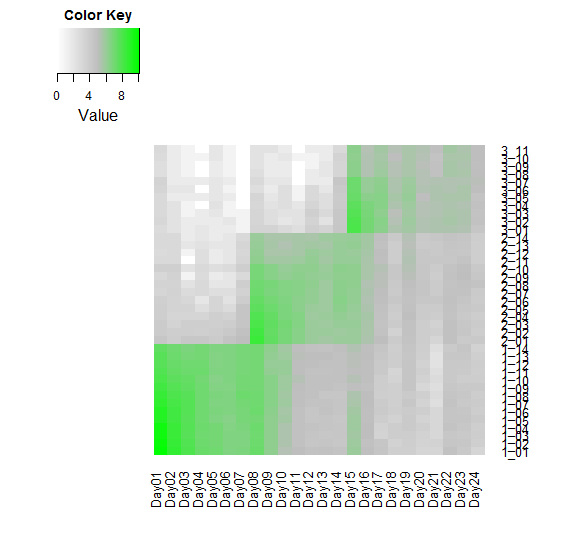 Color Key
0 4 8
Value
3_11
3_10
3_09
3_08
3_07
3_06
3_05
3_04
3_03
3_02
3_01
2_14
2_13
2_12
2_11
2_10
2_09
2_08
2_07
2_06
2_05
2_04
2_03
2_02
2_01
1_14
1_13
1_12
1_11
1_10
1_09
1_08
1_07
1_06
1_05
1_04
1_03
1_02
1_01
Day01
Day02
Day03
Day04
Day05
Day06
Day07
Day08
Day09
Day10
Day11
Day12
Day13
Day14
Day15
Day16
Day17
Day18
Day19
Day20
Day21
Day22
Day23
Day24